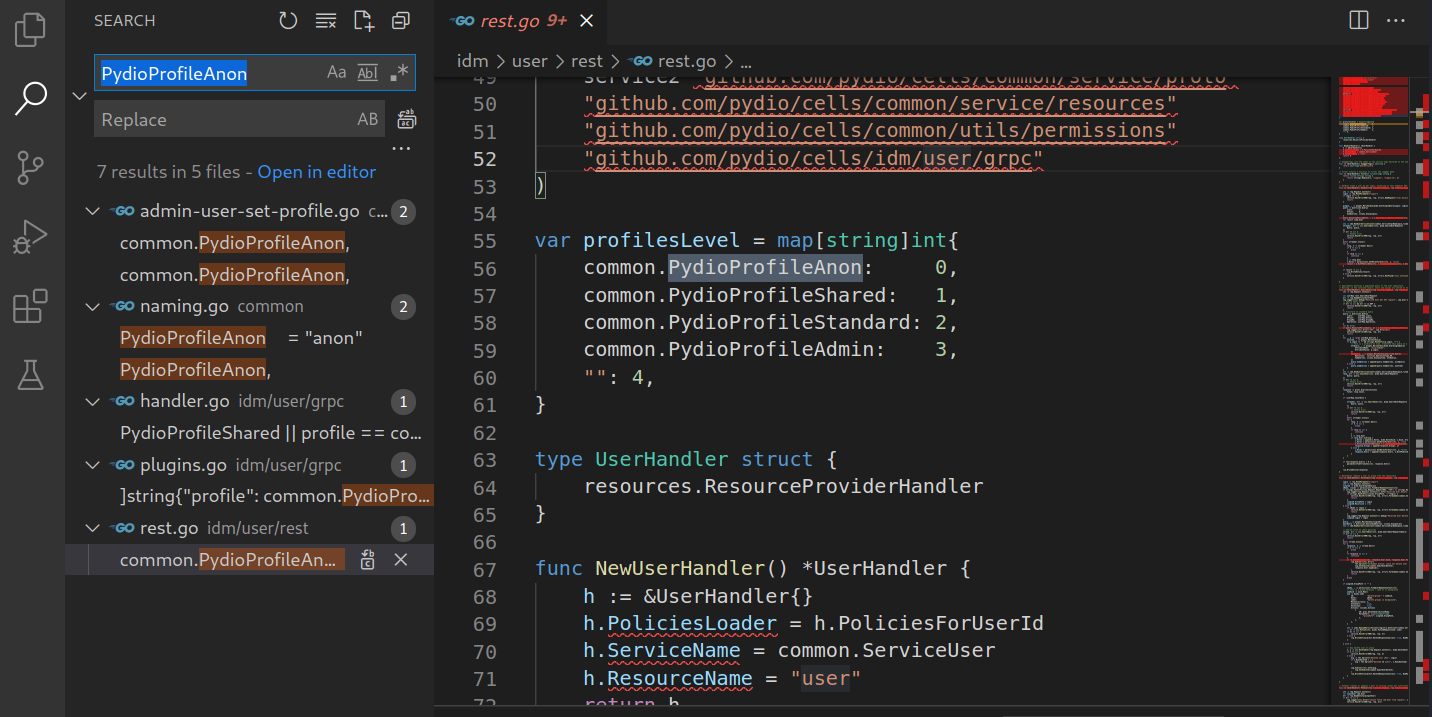 SEARCH
PydioProfileAnon
Aa Ab| .*
Replace
AB
...
7 results in 5 files - Open in editor
admin-user-set-profile.go c... 2
common.PydioProfileAnon,
common.PydioProfileAnon,
naming.go common 2
PydioProfileAnon = "anon"
PydioProfileAnon,
handler.go idm/user/grpc 1
PydioProfileShared || profile == co...
plugins.go idm/user/grpc 1
]string{"profile": common.PydioPro...
rest.go idm/user/rest 1
common.PydioProfileAn...
GO rest.go 9+
idm > user > rest > GO rest.go > ...
49 service2 "github.com/pydio/cells/common/service/proto"
50 "github.com/pydio/cells/common/service/resources"
51 "github.com/pydio/cells/common/utils/permissions"
52 "github.com/pydio/cells/idm/user/grpc"
53 )
54
55 var profilesLevel = map[string]int{
56 common.PydioProfileAnon: 0,
57 common.PydioProfileShared: 1,
58 common.PydioProfileStandard: 2,
59 common.PydioProfileAdmin: 3,
60 "": 4,
61 }
62
63 type UserHandler struct {
64 resources.ResourceProviderHandler
65 }
66
67 func NewUserHandler() *UserHandler {
68 h := &UserHandler{}
69 h.PoliciesLoader = h.PoliciesForUserId
70 h.ServiceName = common.ServiceUser
71 h.ResourceName = "user"
72 return h